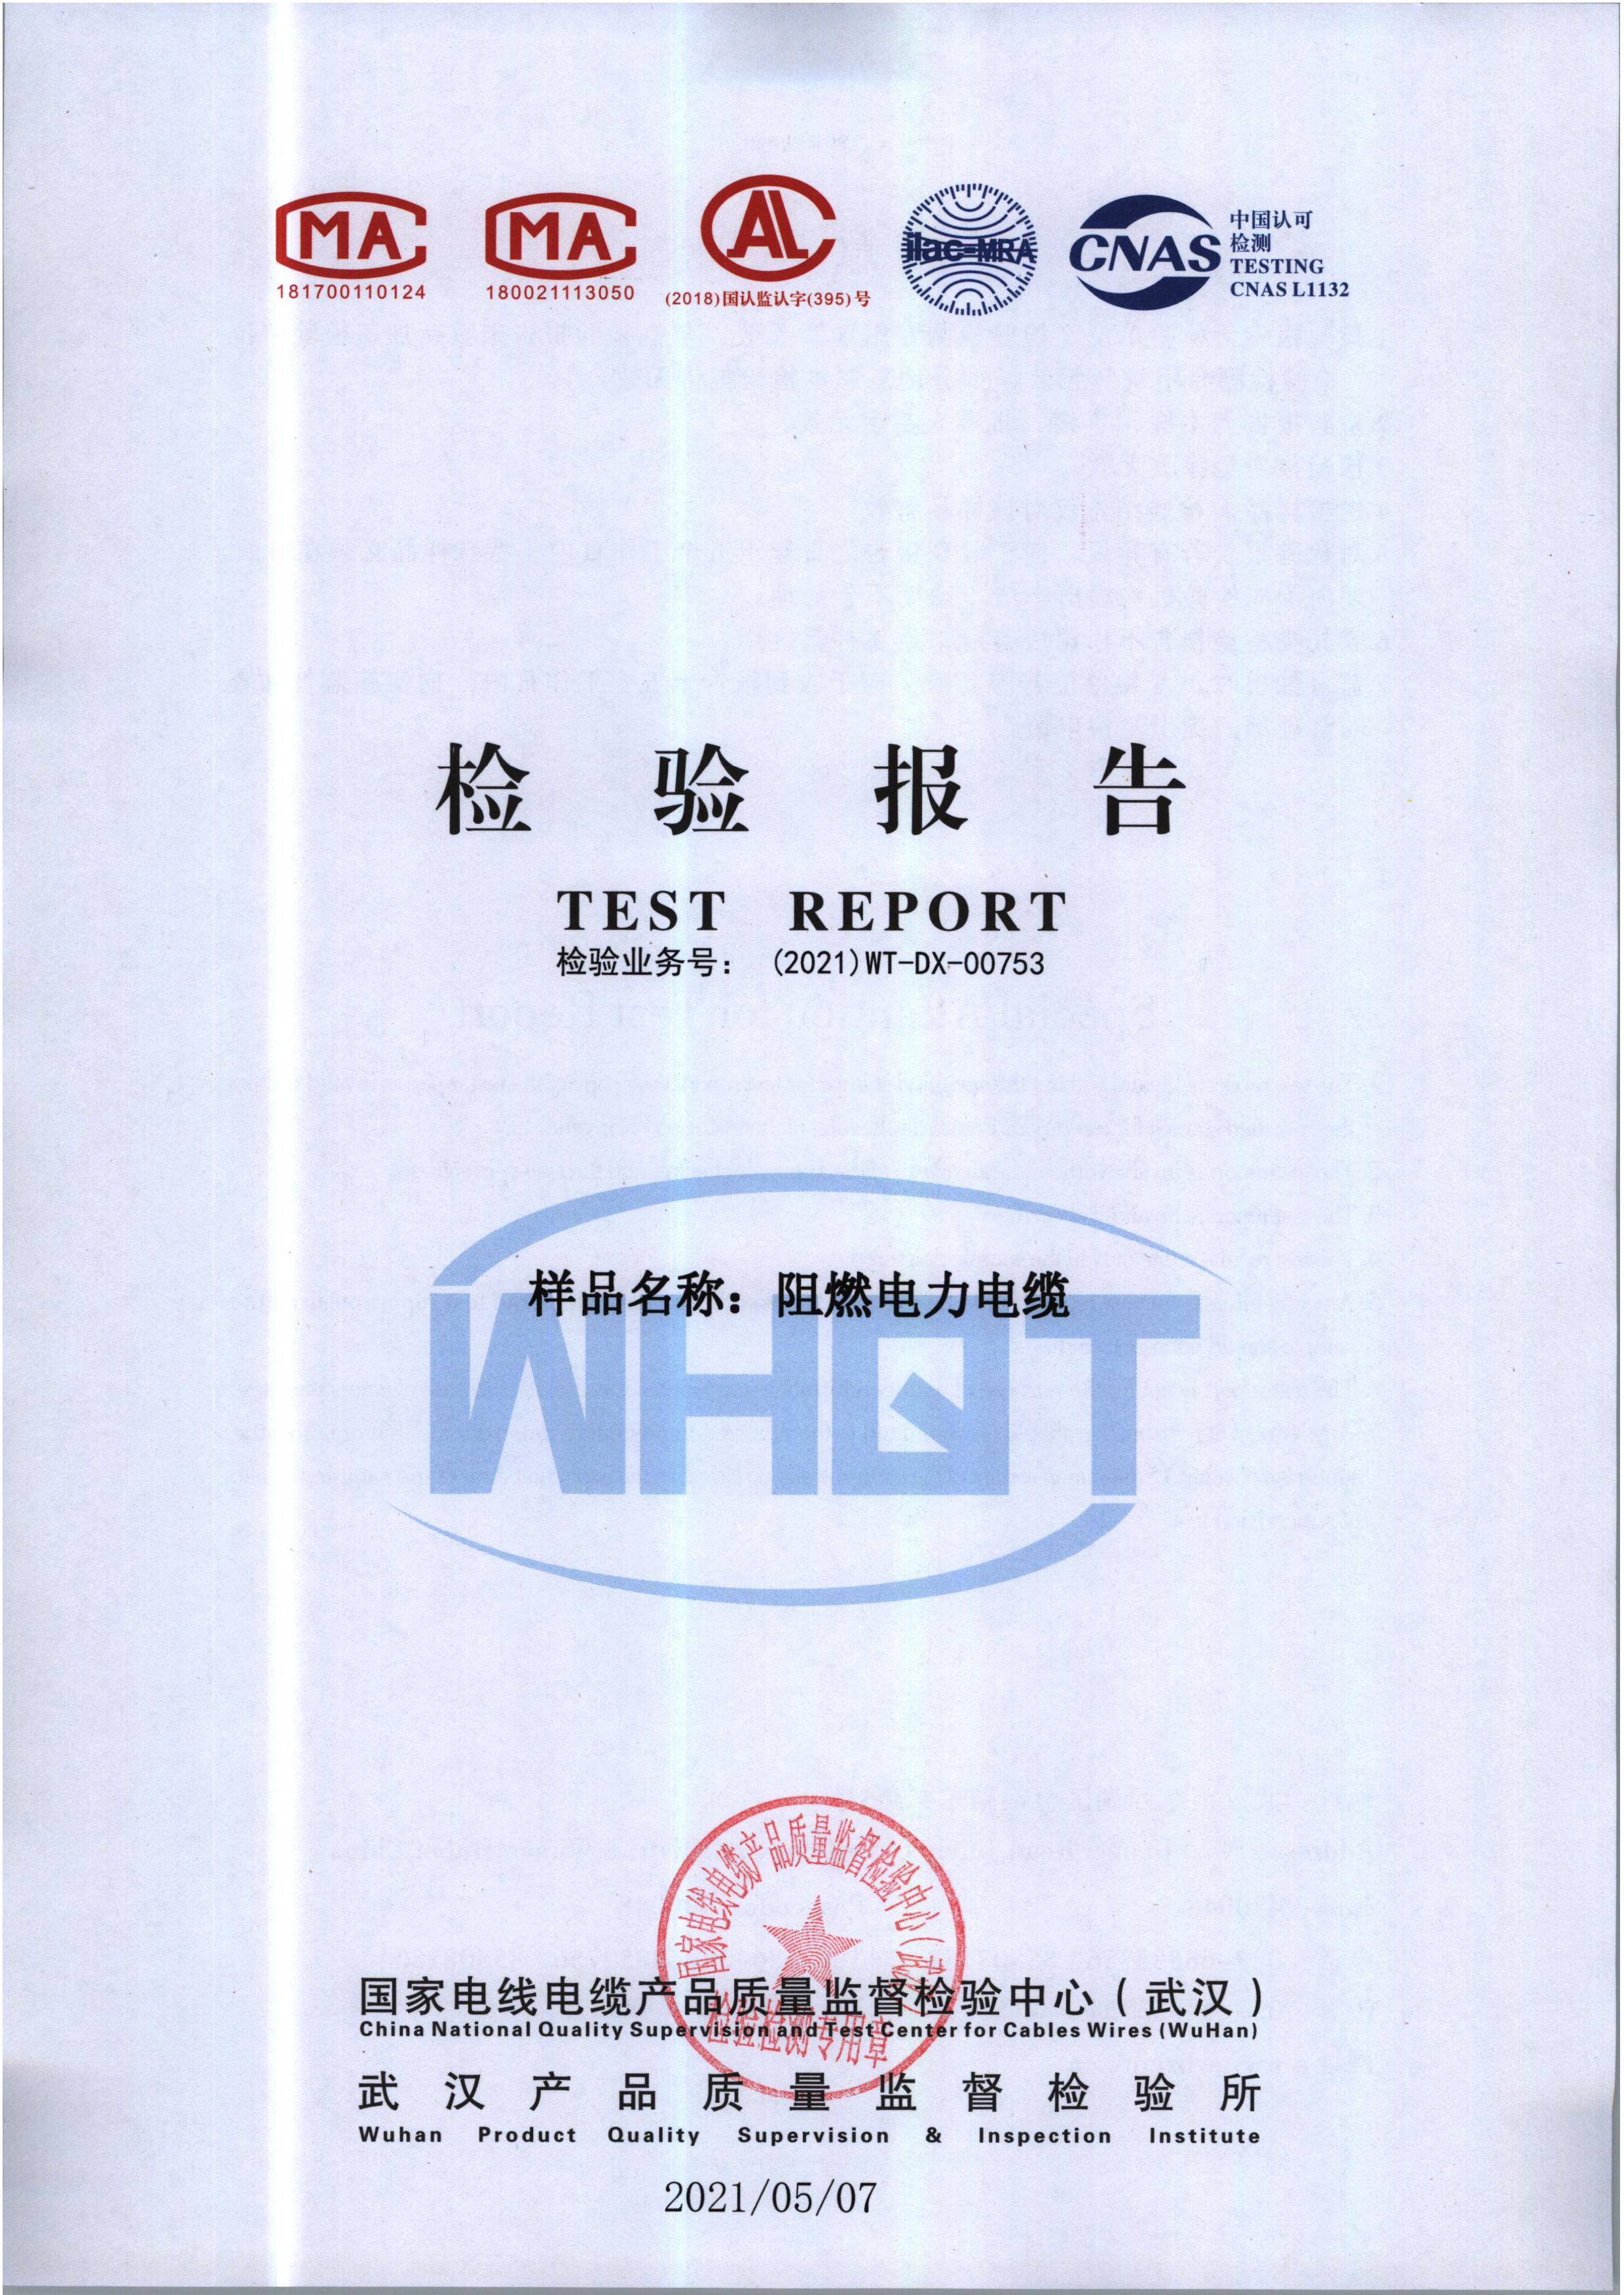 MA
181700110124
MA
180021113050
AL
(2018)国认监认字(395)号
ilac-MRA
CNAS
中国认可
检测
TESTING
CNAS L1132
检验报告
TEST REPORT
检验业务号： (2021)WT-DX-00753
样品名称：阻燃电力电缆
WHQT
国家电线电缆产品质量监督检验中心（武汉）
检验检测专用章
国家电线电缆产品质量监督检验中心（武汉）
China National Quality Supervision and Test Center for Cables Wires (WuHan)
武汉产品质量监督检验所
Wuhan Product Quality Supervision & Inspection Institute
2021/05/07